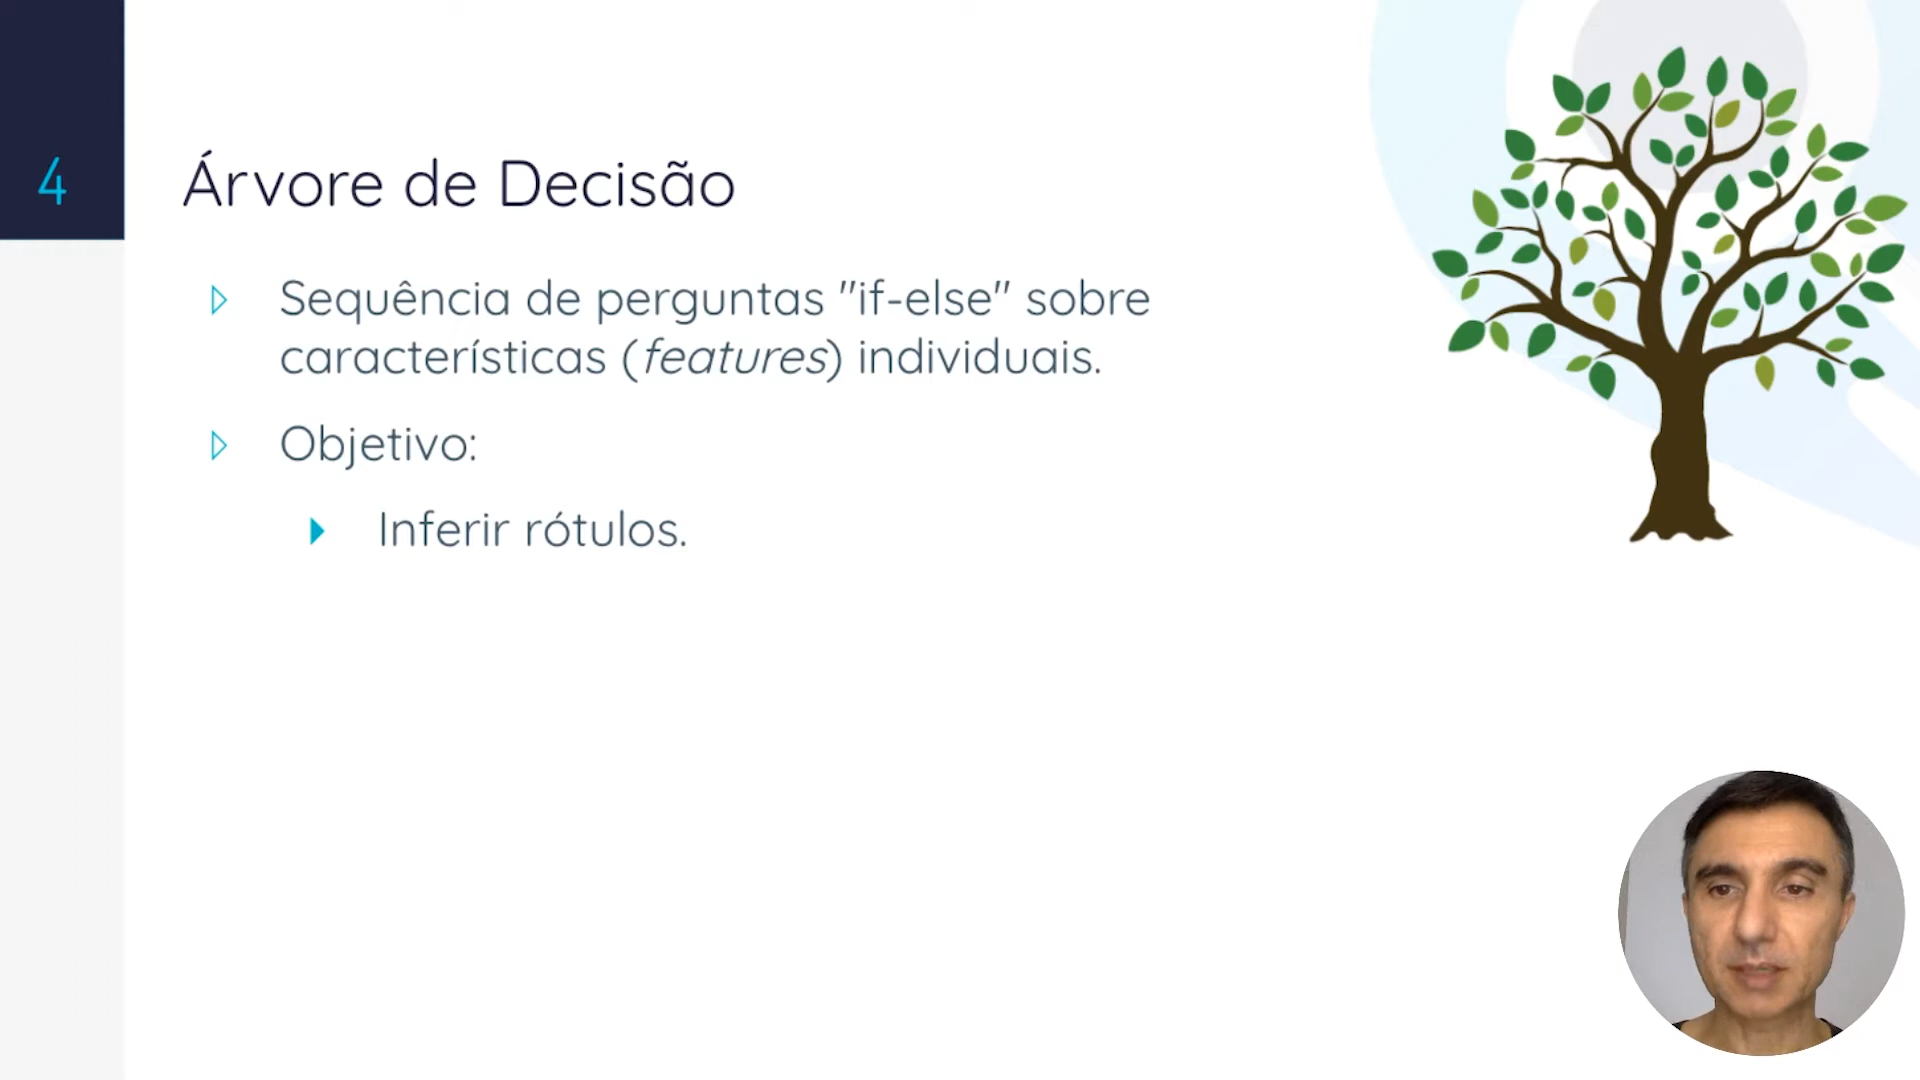 4
Árvore de Decisão
Sequência de perguntas "if-else" sobre
características (features) individuais.
Objetivo:
Inferir rótulos.